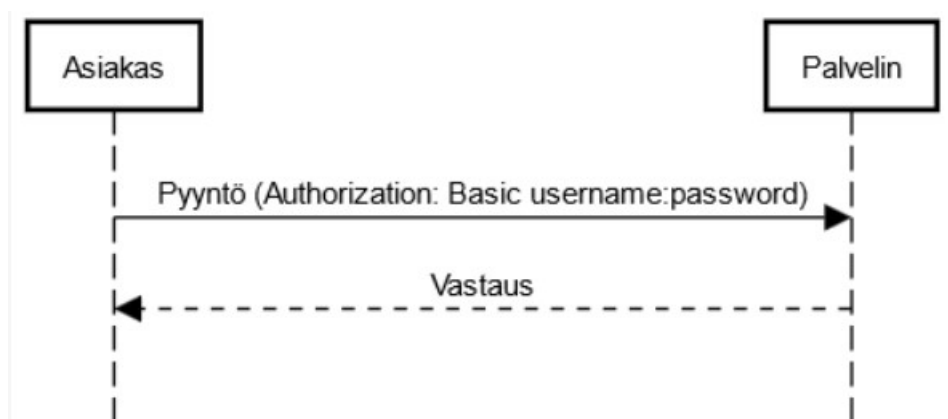 Asiakas
Palvelin
Pyyntö (Authorization: Basic username:password)
Vastaus